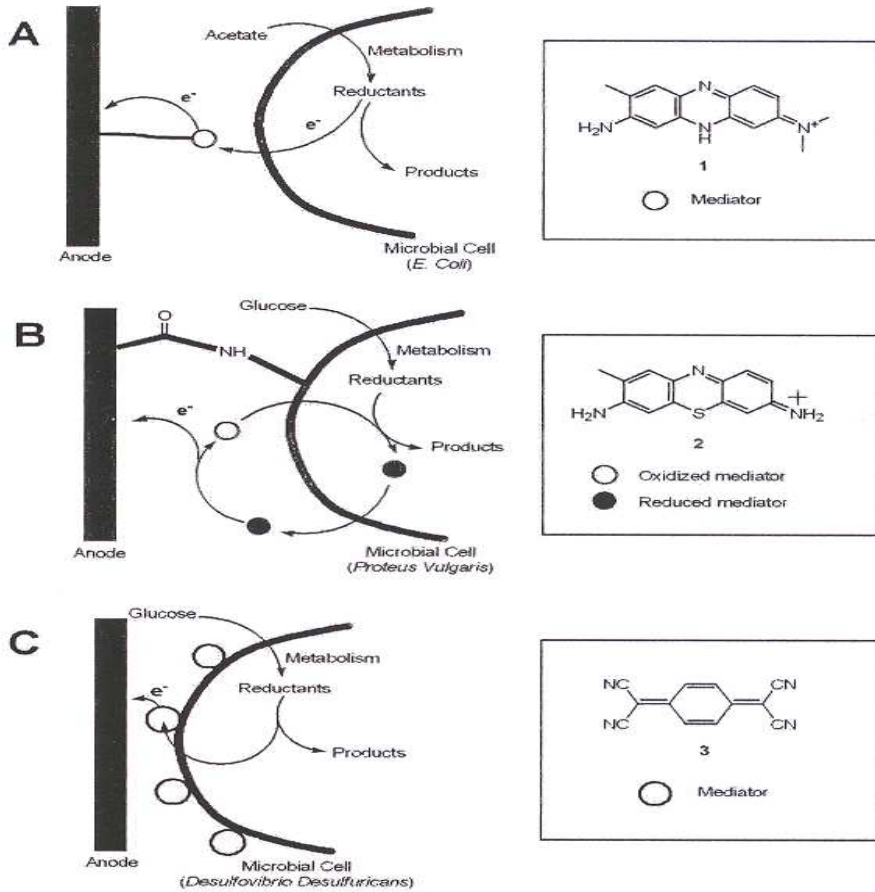 A
Acetate
Metabolism
Reductants
e-
e-
Products
Anode
Microbial Cell
(E. Coli)
N
H2N
N
H
N+
1
Mediator
B
O
NH
Glucose
Metabolism
Reductants
e-
Products
Anode
Microbial Cell
(Proteus Vulgaris)
N
H2N
S
+
NH2
2
Oxidized mediator
Reduced mediator
C
Glucose
Metabolism
e-
Reductants
Products
Anode
Microbial Cell
(Desulfovibrio Desulfuricans)
NC
CN
NC
CN
3
Mediator